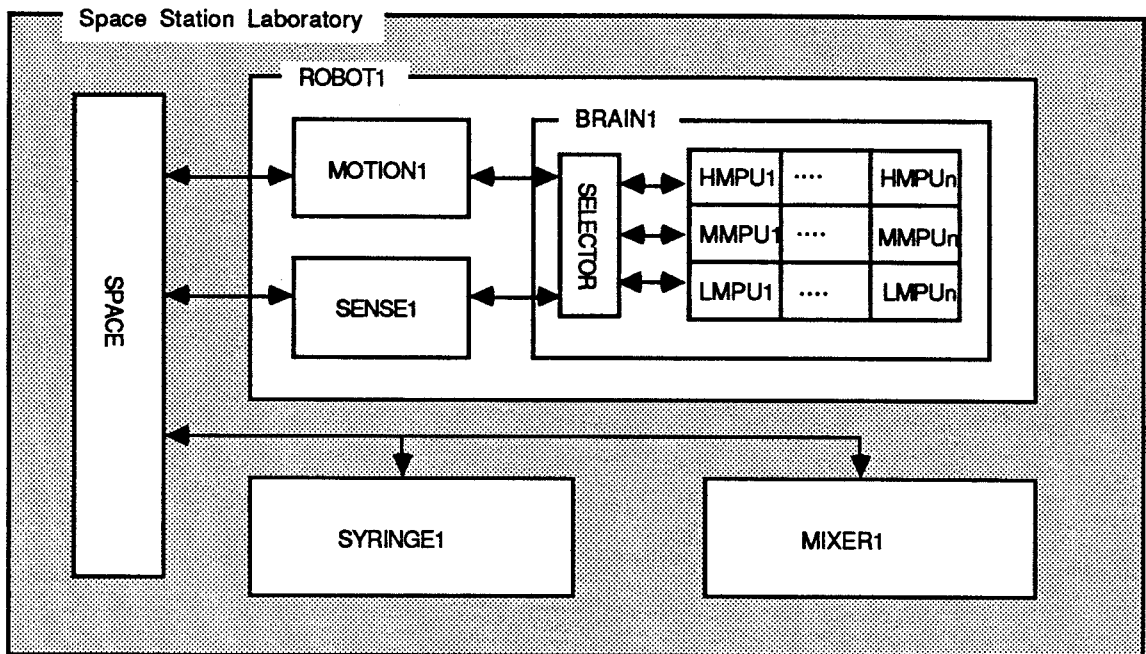 Space Station Laboratory
ROBOT1
BRAIN1
SPACE
MOTION1
SENSE1
SELECTOR
HMPU1 .... HMPUn
MMPU1 .... MMPUn
LMPU1 .... LMPUn
SYRINGE1
MIXER1